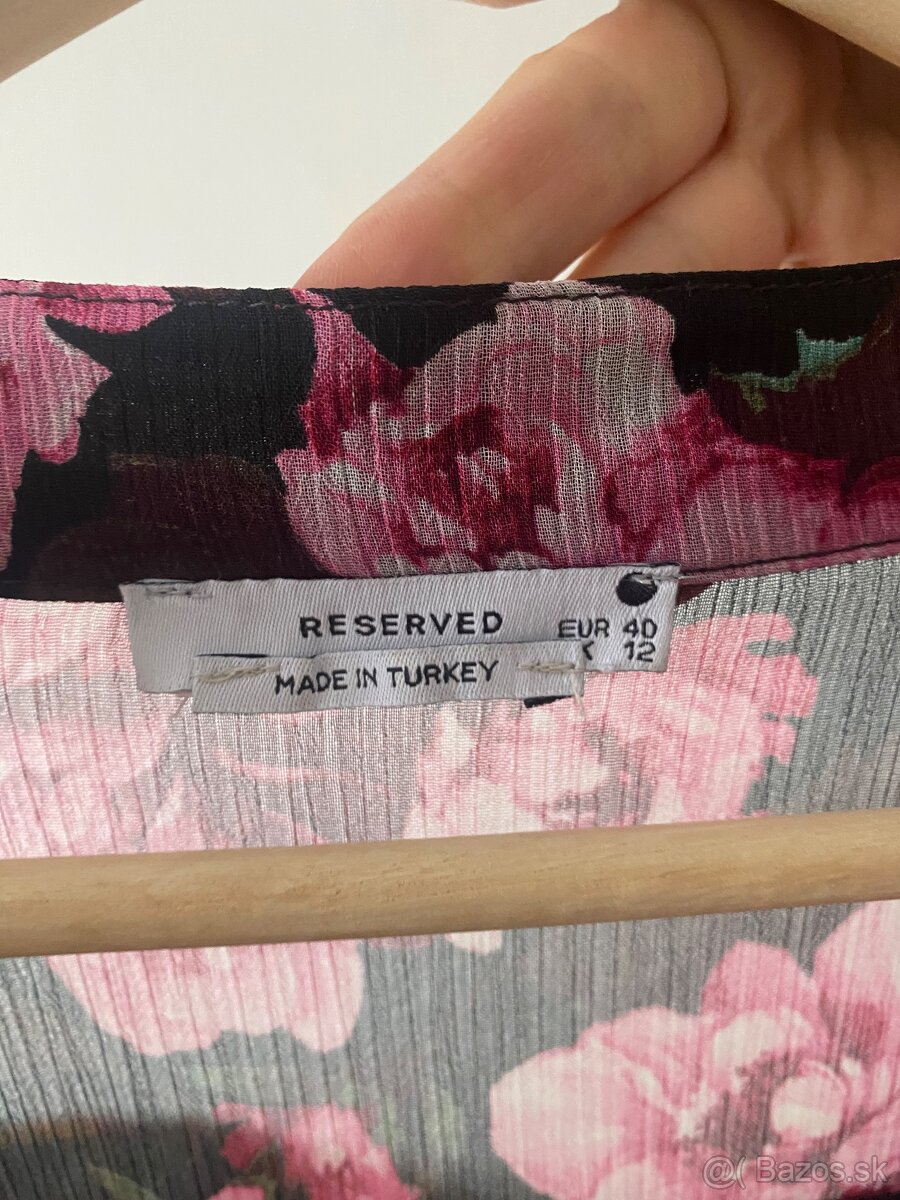 RESERVED
EUR 40
K 12
MADE IN TURKEY
@( Bazos.sk